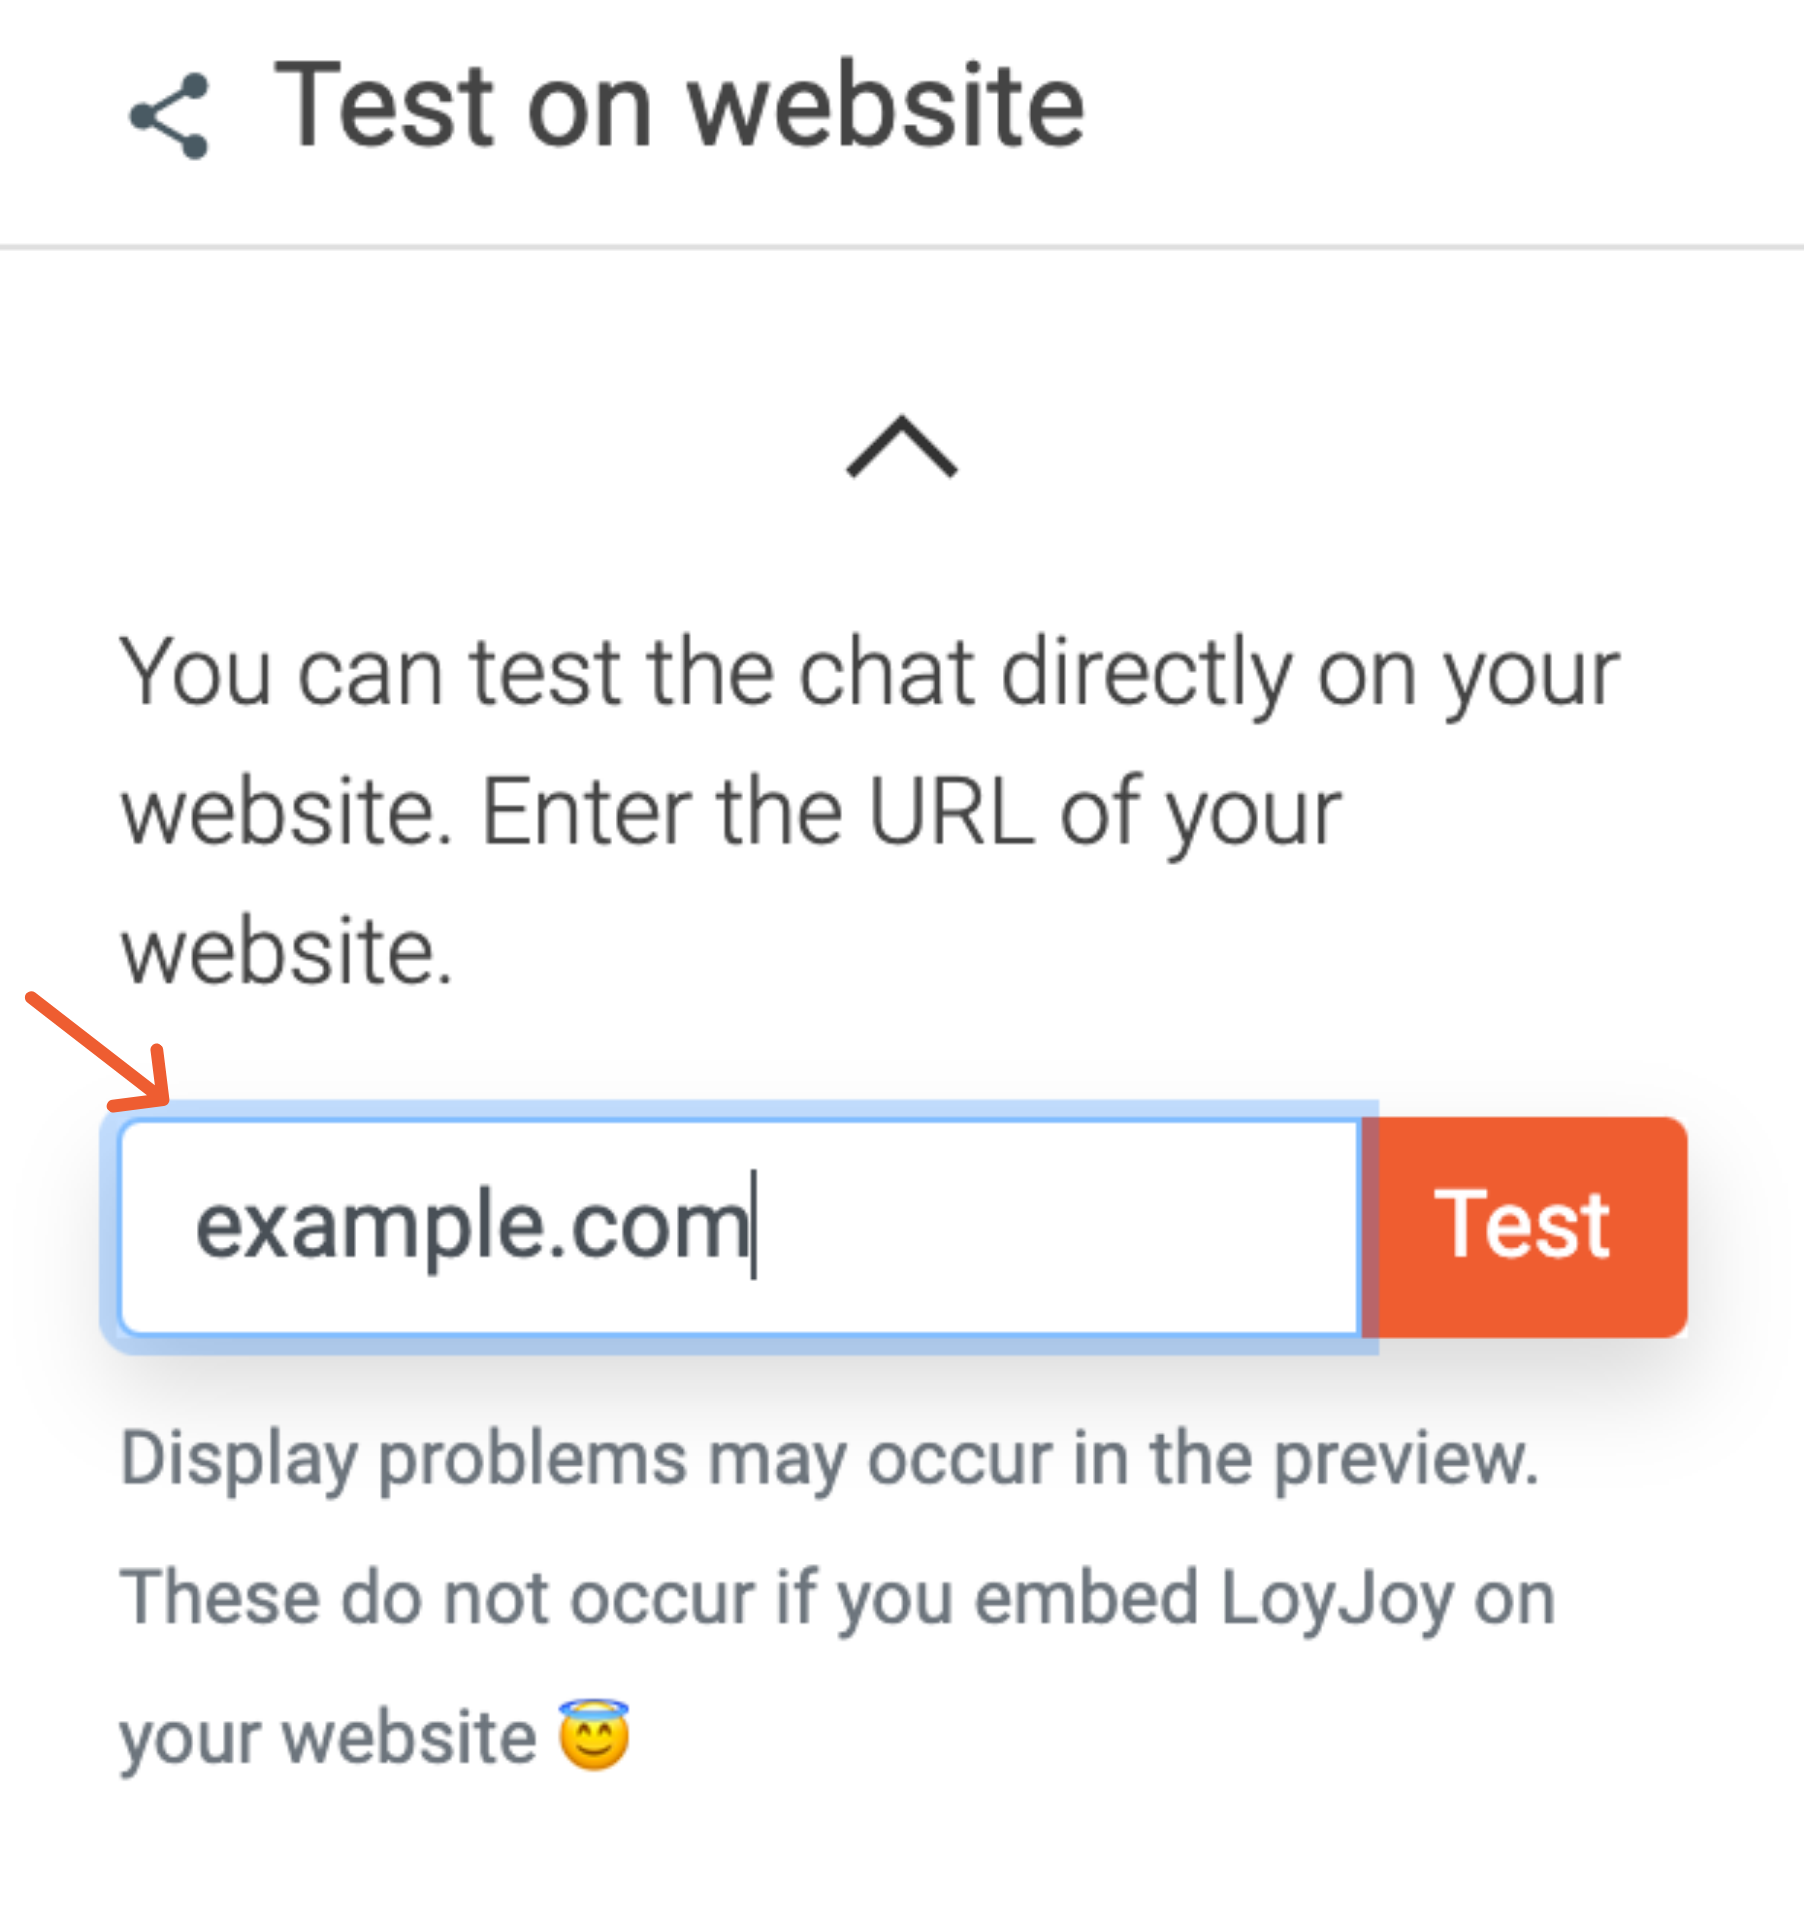 Test on website
You can test the chat directly on your
website. Enter the URL of your
website.
example.com
Test
Display problems may occur in the preview.
These do not occur if you embed LoyJoy on
your website 😇